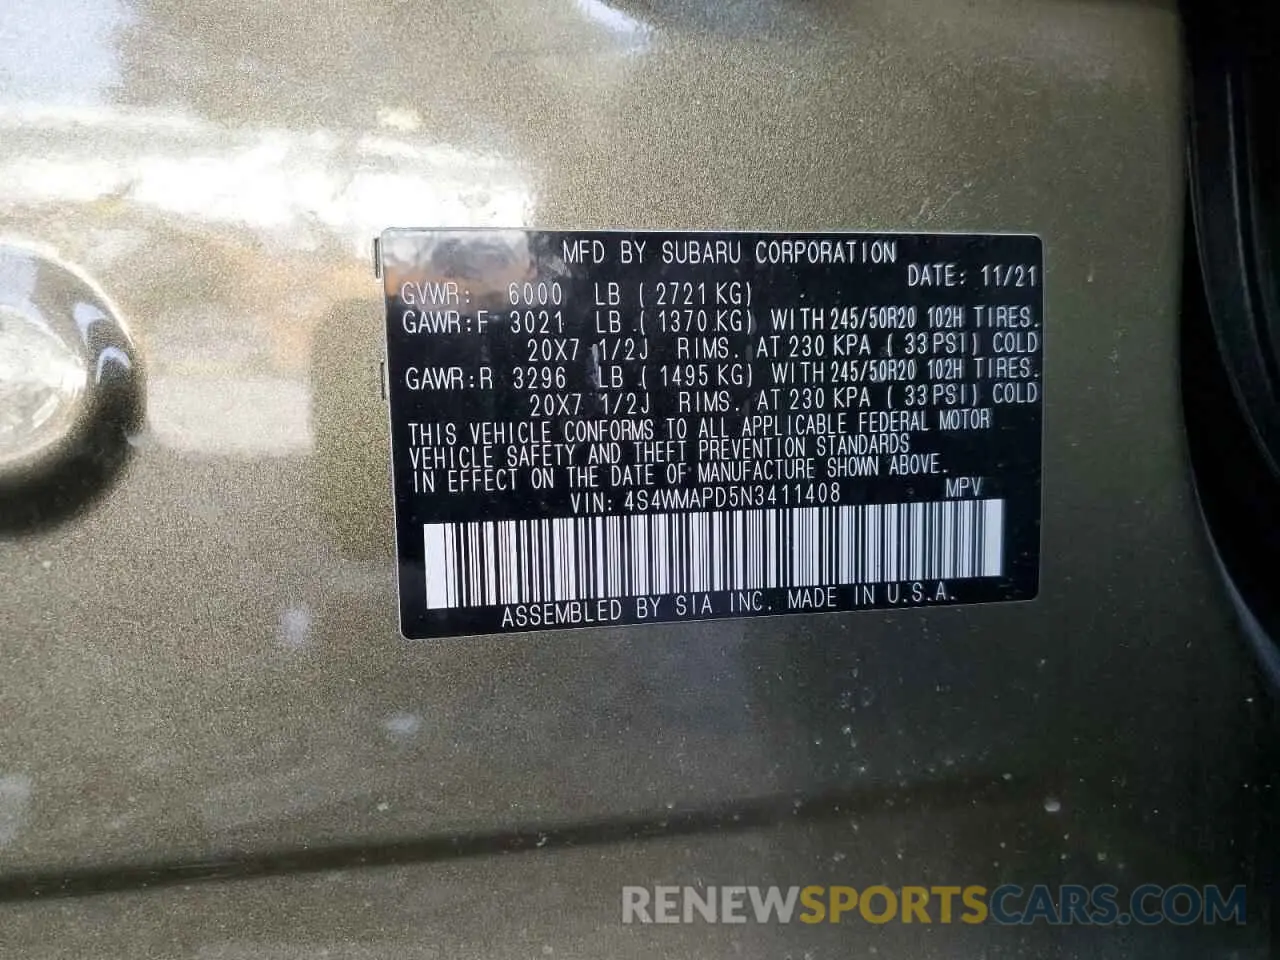 MFD BY SUBARU CORPORATION
DATE: 11/21
GVWR: 6000 LB ( 2721 KG)
GAWR:F 3021 LB ( 1370 KG) WITH 245/50R20 102H TIRES.
20X7 1/2J RIMS. AT 230 KPA ( 33 PSI) COLD
GAWR:R 3296 LB ( 1495 KG) WITH 245/50R20 102H TIRES.
20X7 1/2J RIMS. AT 230 KPA ( 33 PSI) COLD
THIS VEHICLE CONFORMS TO ALL APPLICABLE FEDERAL MOTOR
VEHICLE SAFETY AND THEFT PREVENTION STANDARDS
IN EFFECT ON THE DATE OF MANUFACTURE SHOWN ABOVE.
VIN: 4S4WMAPD5N3411408 MPV
ASSEMBLED BY SIA INC. MADE IN U.S.A.
RENEWSPORTSCARS.COM